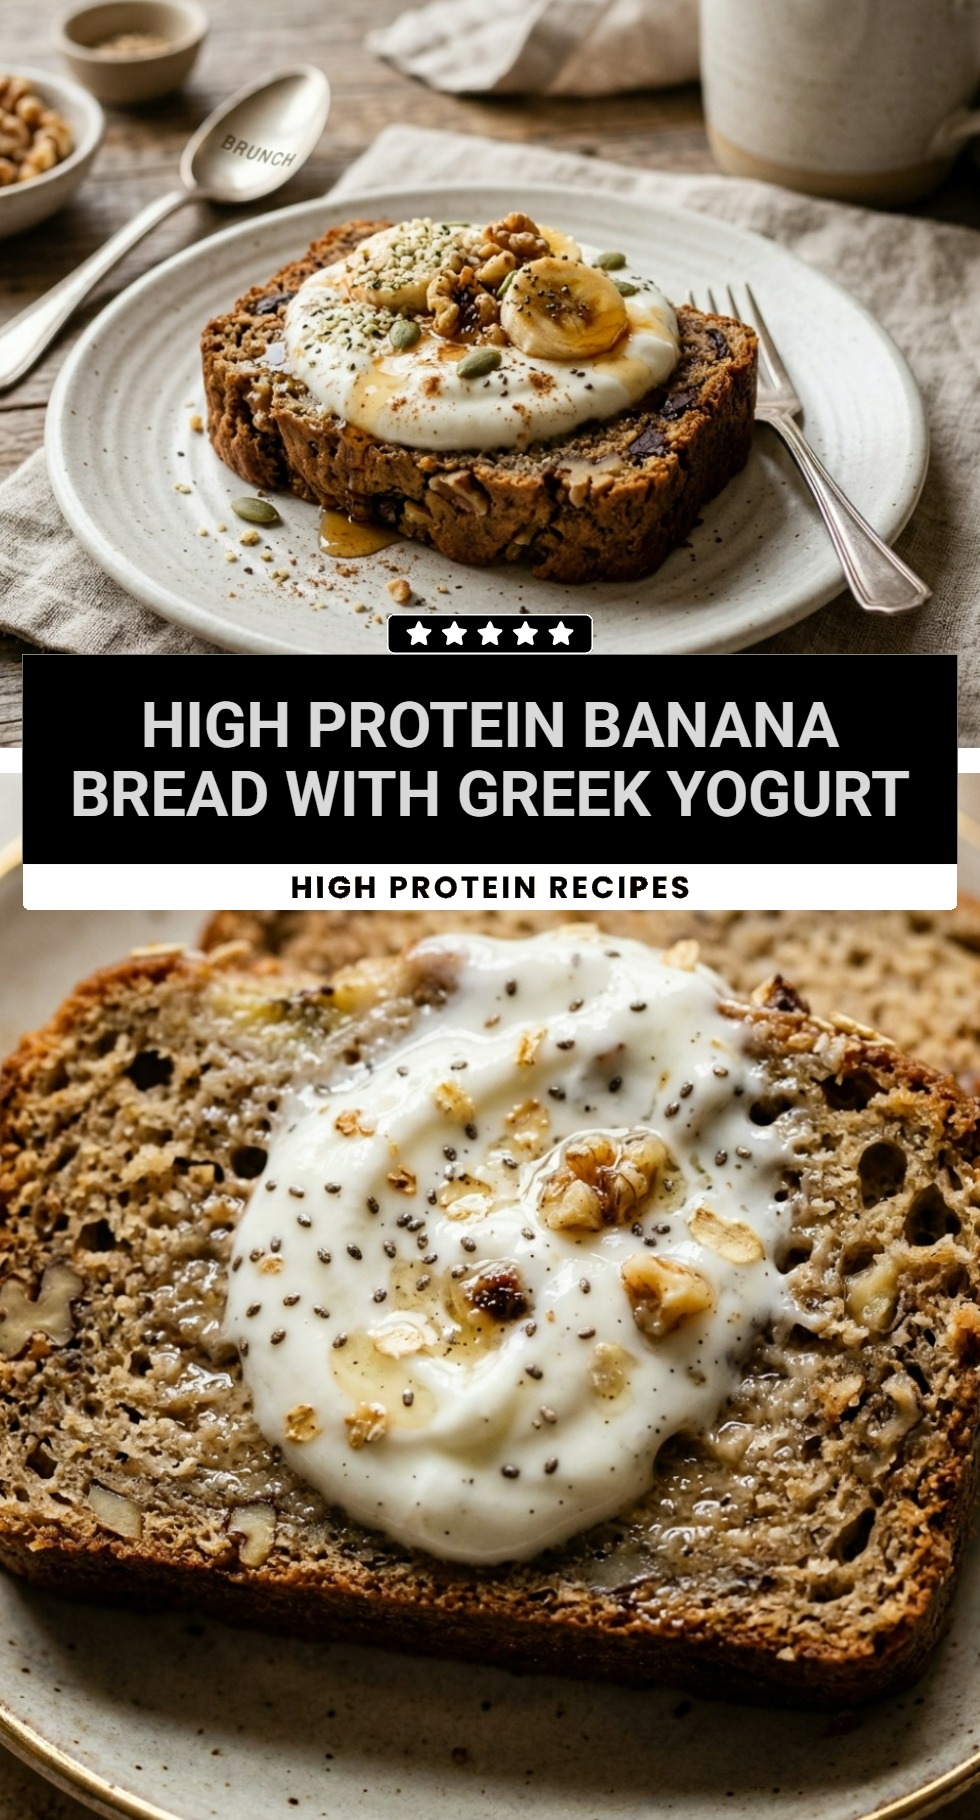 BRUNCH
HIGH PROTEIN BANANA
BREAD WITH GREEK YOGURT
HIGH PROTEIN RECIPES